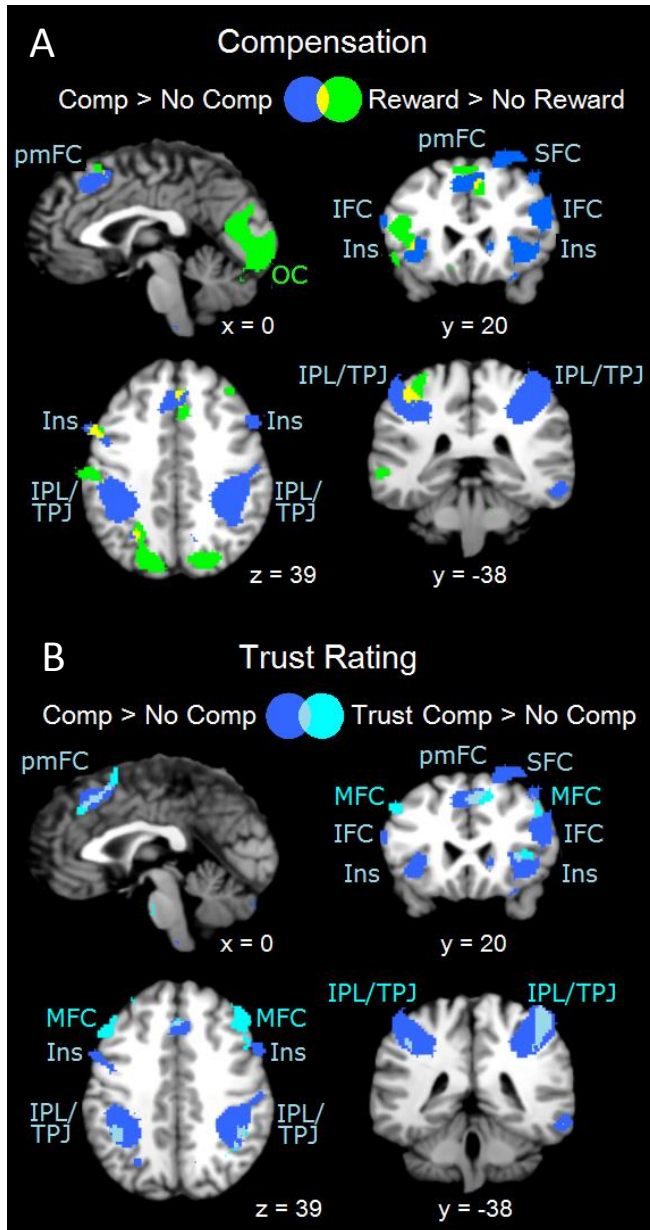 A
Compensation
Comp > No Comp Reward > No Reward
pmFC
OC
x = 0
pmFC
SFC
IFC
IFC
Ins
Ins
y = 20
Ins
Ins
IPL/
TPJ
IPL/
TPJ
z = 39
IPL/TPJ
IPL/TPJ
y = -38
B
Trust Rating
Comp > No Comp Trust Comp > No Comp
pmFC
x = 0
pmFC
SFC
MFC
MFC
IFC
IFC
Ins
Ins
y = 20
MFC
MFC
Ins
Ins
IPL/
TPJ
IPL/
TPJ
z = 39
IPL/TPJ
IPL/TPJ
y = -38